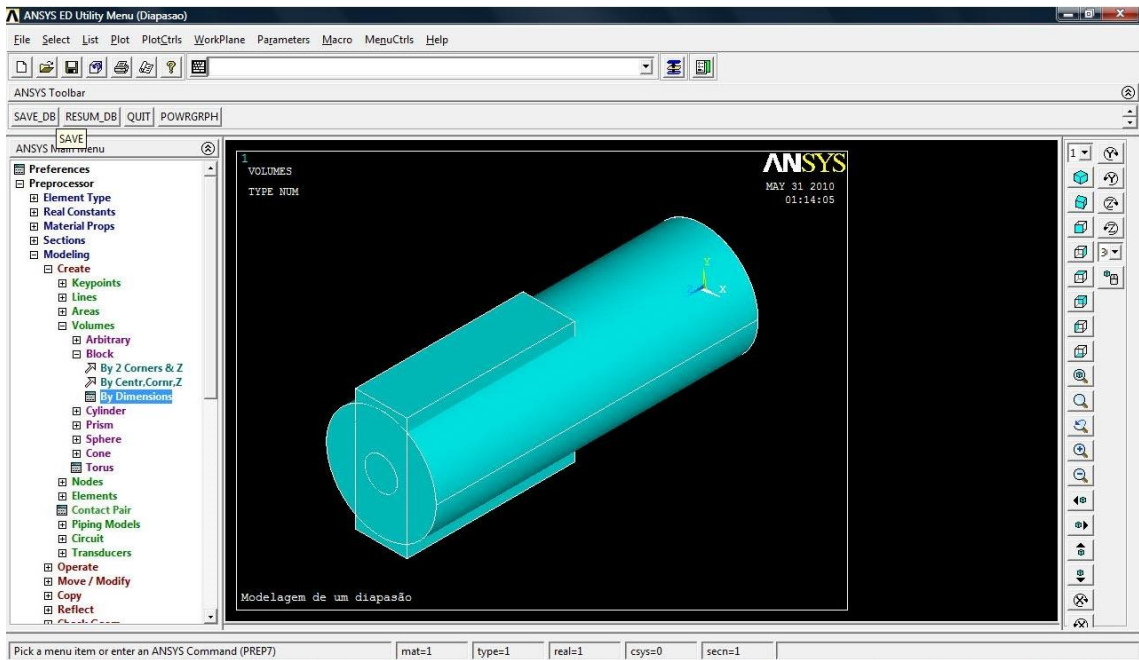 ANSYS ED Utility Menu (Diapasao)
File Select List Plot PlotCtrls WorkPlane Parameters Macro MenuCtrls Help
ANSYS Toolbar
SAVE_DB RESUM_DB QUIT POWRGRPH
SAVE
ANSYS Main Menu
Preferences
Preprocessor
Element Type
Real Constants
Material Props
Sections
Modeling
Create
Keypoints
Lines
Areas
Volumes
Arbitrary
Block
By 2 Corners & Z
By Centr,Cornr,Z
By Dimensions
Cylinder
Prism
Sphere
Cone
Torus
Nodes
Elements
Contact Pair
Piping Models
Circuit
Transducers
Operate
Move / Modify
Copy
Reflect
Check Geom
1
VOLUMES
TYPE NUM
ANSYS
MAY 31 2010
01:14:05
Y
Z X
Modelagem de um diapasão
1
Pick a menu item or enter an ANSYS Command (PREP7) mat=1 type=1 real=1 csys=0 secn=1